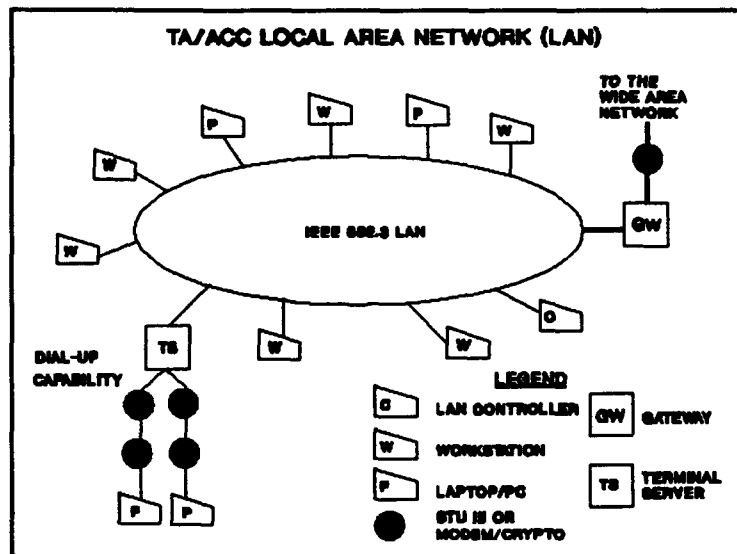 TA/ACC LOCAL AREA NETWORK (LAN)
TO THE
WIDE AREA
NETWORK
P
W
P
W
W
W
IEEE 802.3 LAN
GW
C
TS
W
W
DIAL-UP
CAPABILITY
P
P
LEGEND
C LAN CONTROLLER
GW GATEWAY
W WORKSTATION
P LAPTOP/PC
TS TERMINAL
SERVER
STU III OR
MODEM/CRYPTO